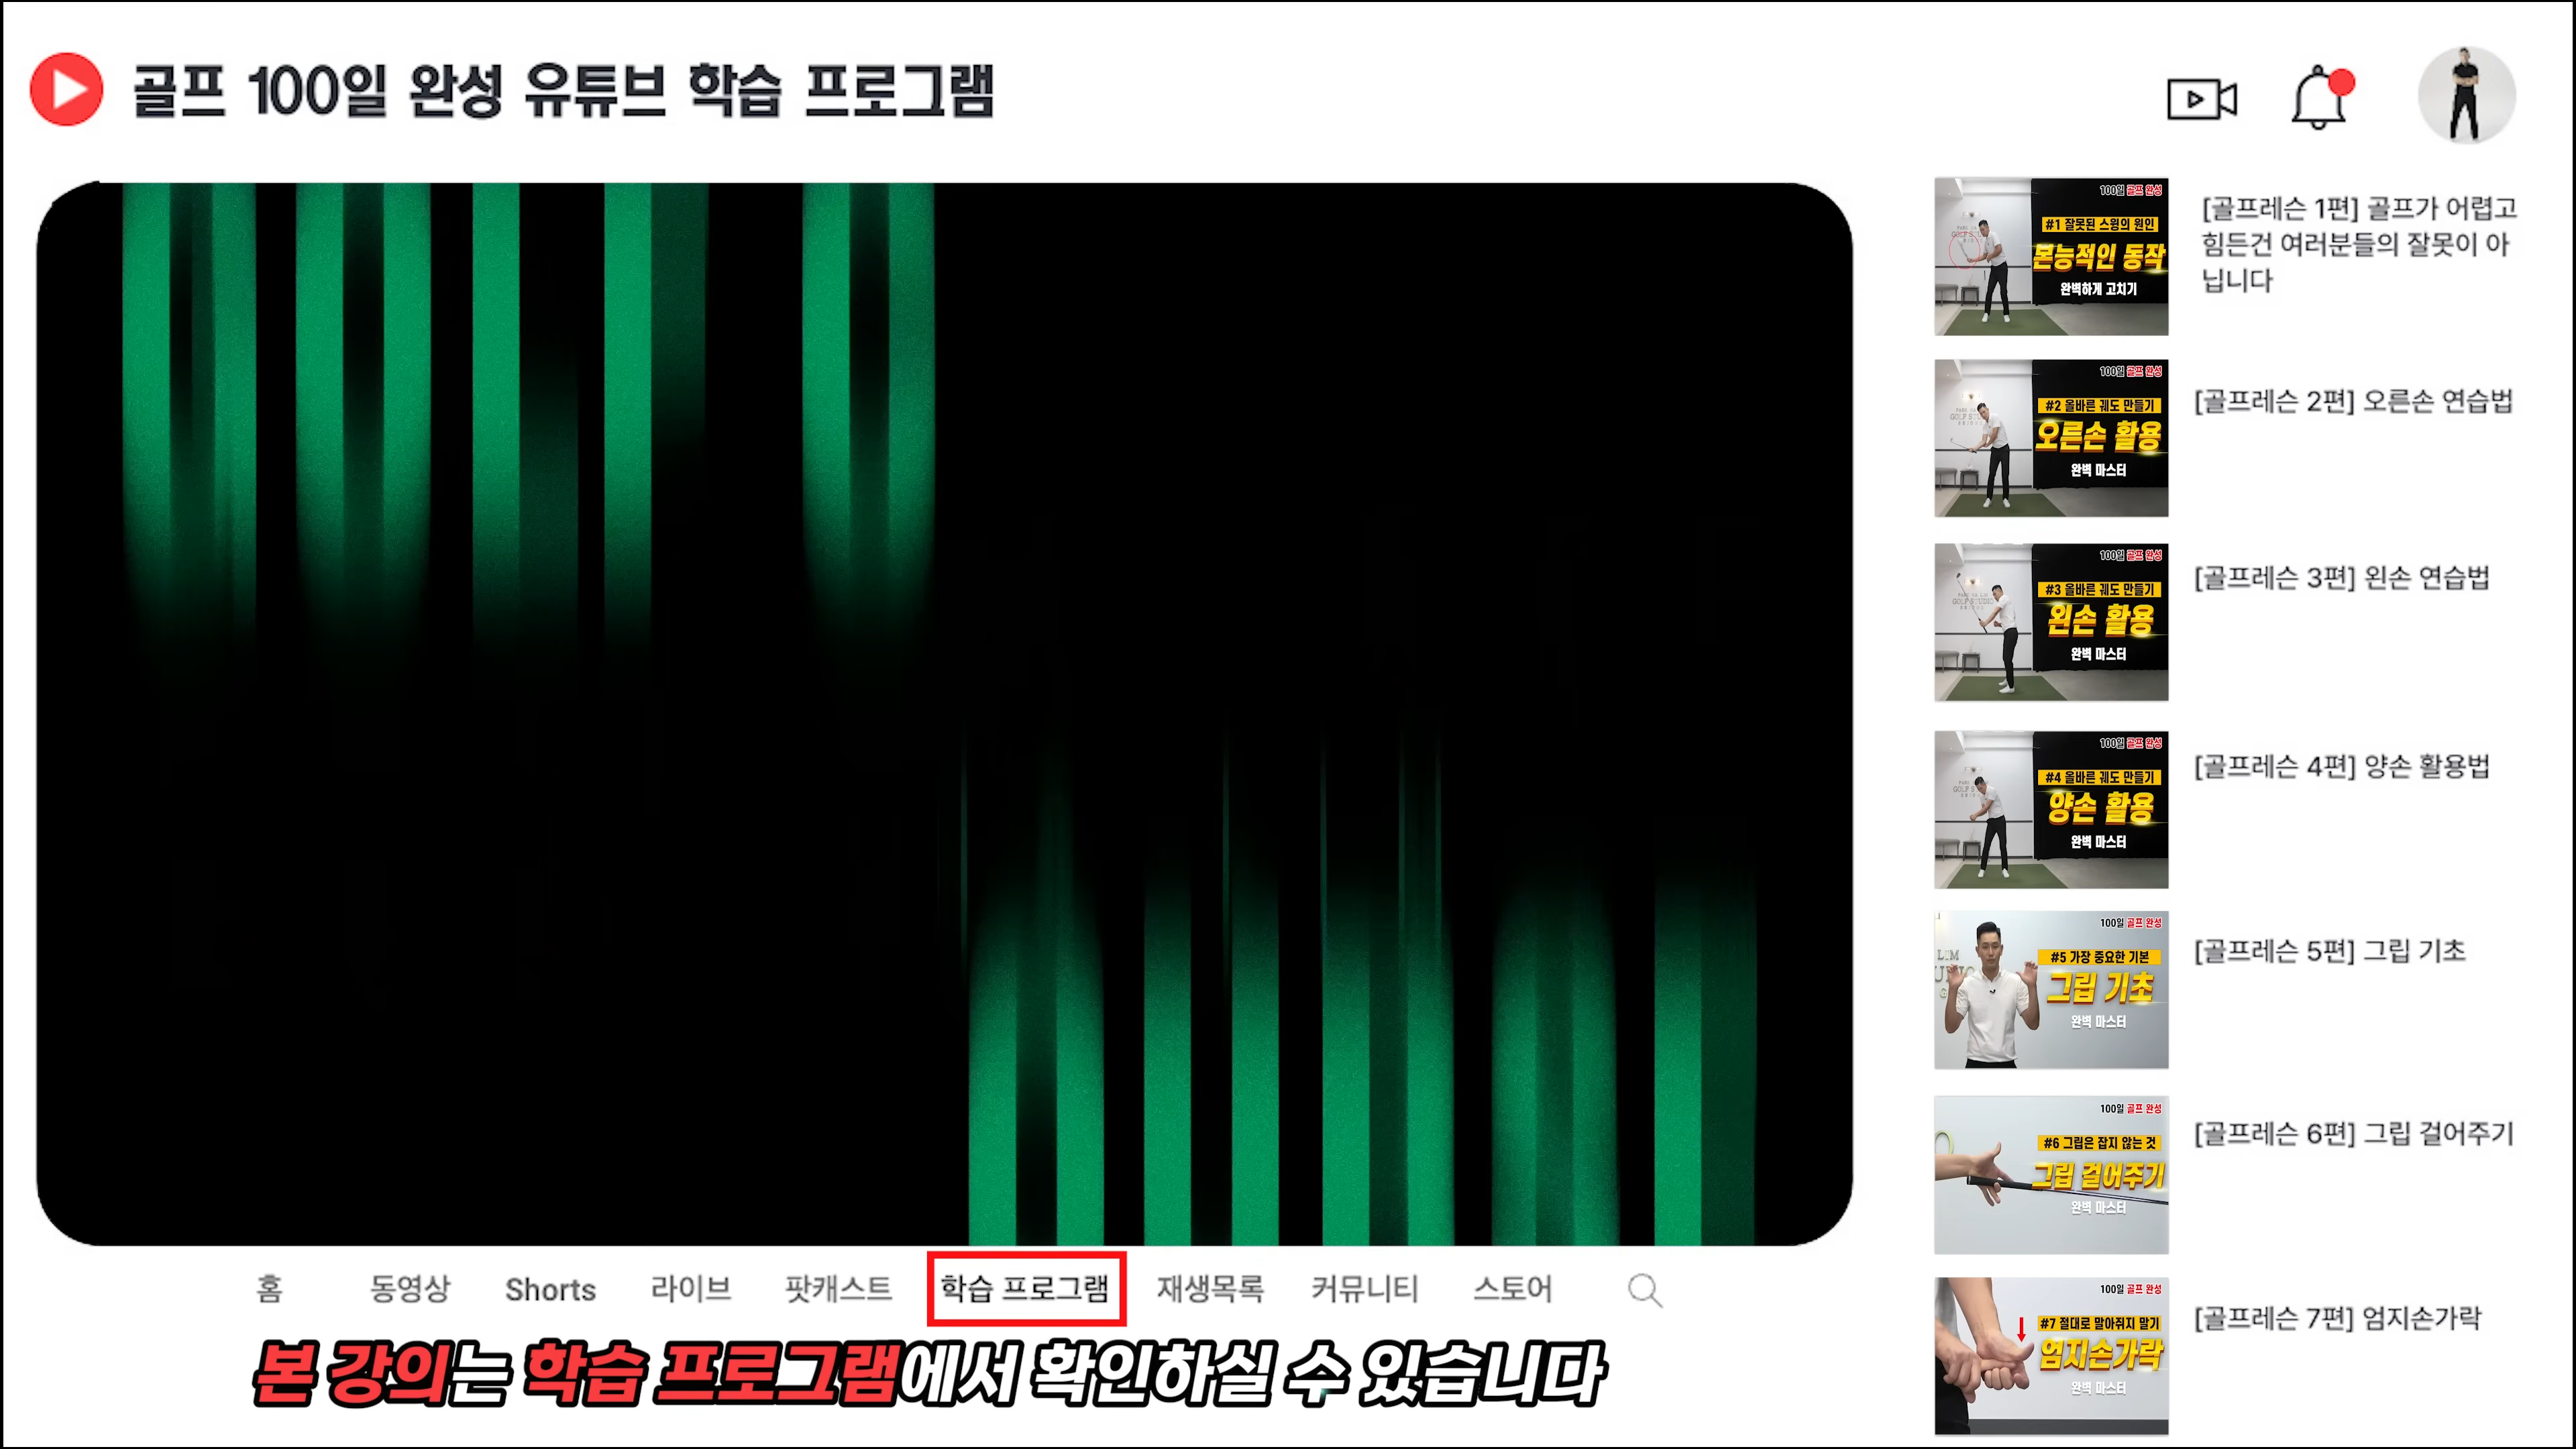 골프 100일 완성 유튜브 학습 프로그램
100일 골프 완성
#1 잘못된 스윙의 원인
본능적인 동작
완벽하게 고치기
[골프레슨 1편] 골프가 어렵고
힘든건 여러분들의 잘못이 아
닙니다
100일 골프 완성
#2 올바른 궤도 만들기
오른손 활용
완벽 마스터
[골프레슨 2편] 오른손 연습법
100일 골프 완성
#3 올바른 궤도 만들기
왼손 활용
완벽 마스터
[골프레슨 3편] 왼손 연습법
100일 골프 완성
#4 올바른 궤도 만들기
양손 활용
완벽 마스터
[골프레슨 4편] 양손 활용법
100일 골프 완성
#5 가장 중요한 기본
그립 기초
완벽 마스터
[골프레슨 5편] 그립 기초
100일 골프 완성
#6 그립은 잡지 않는 것
그립 걸어주기
완벽 마스터
[골프레슨 6편] 그립 걸어주기
100일 골프 완성
#7 절대로 말아쥐지 말기
엄지손가락
완벽 마스터
[골프레슨 7편] 엄지손가락
홈 동영상 Shorts 라이브 팟캐스트 학습 프로그램 재생목록 커뮤니티 스토어
본 강의는 학습 프로그램에서 확인하실 수 있습니다